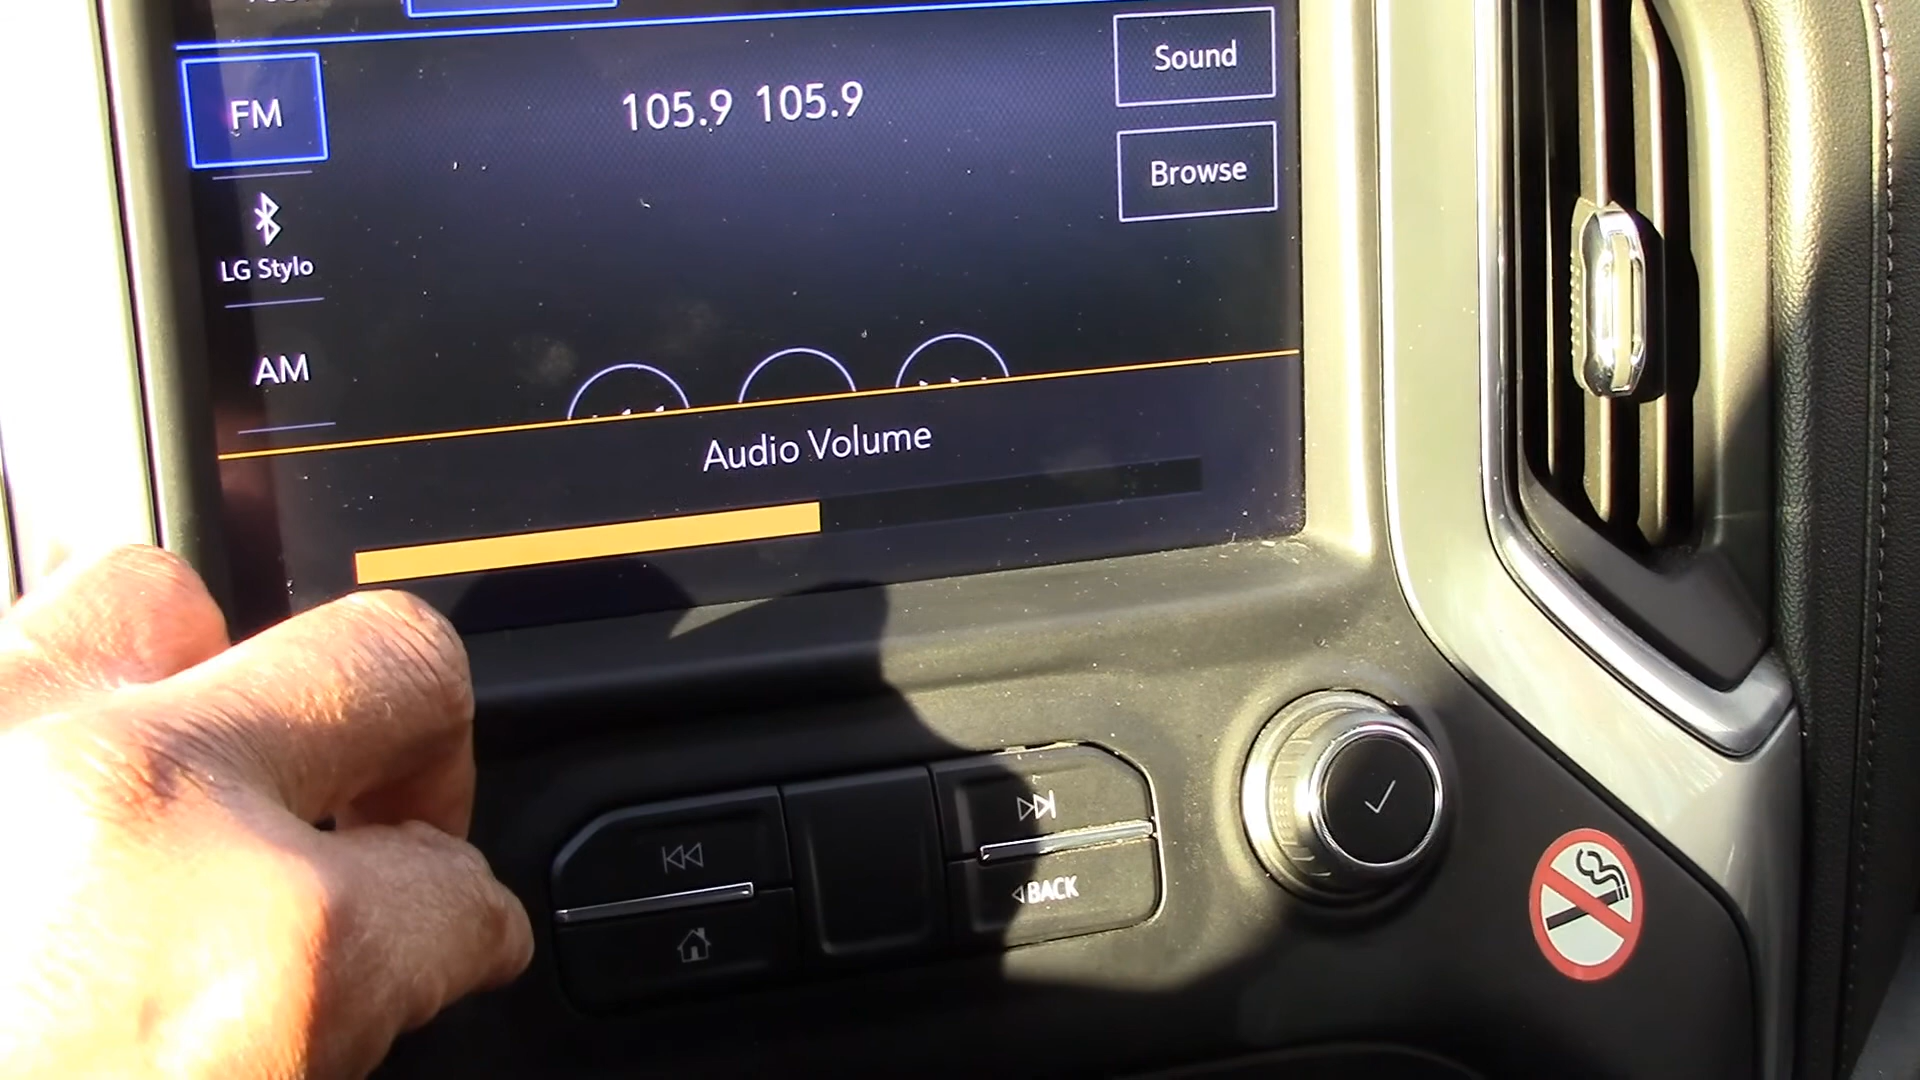 FM
105.9 105.9
Sound
Browse
LG Stylo
AM
Audio Volume
BACK